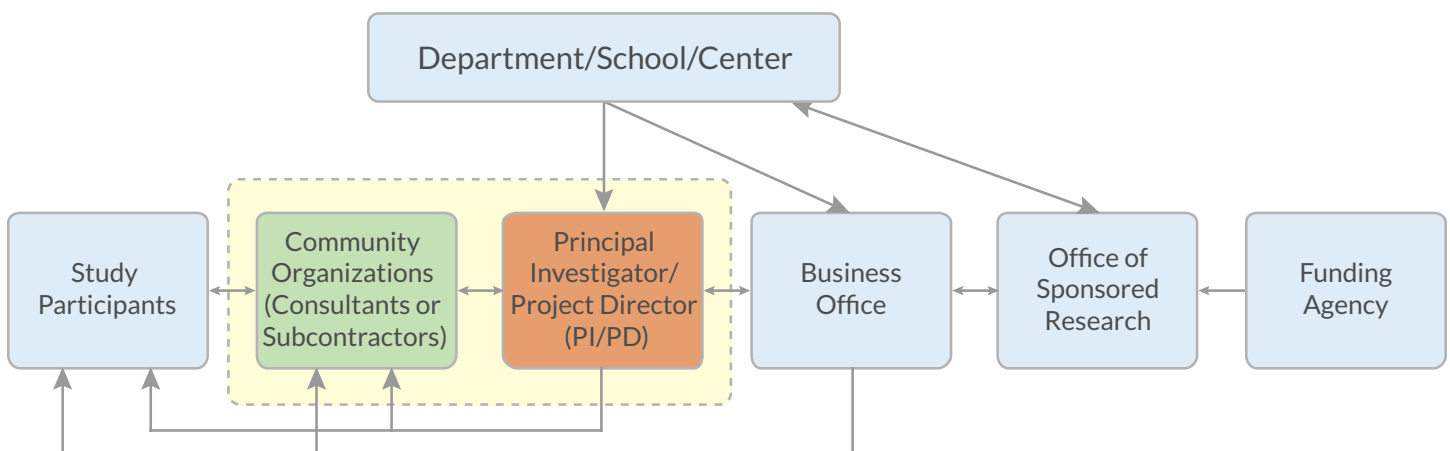 Department/School/Center
Study
Participants
Community
Organizations
(Consultants or
Subcontractors)
Principal
Investigator/
Project Director
(PI/PD)
Business
Office
Office of
Sponsored
Research
Funding
Agency